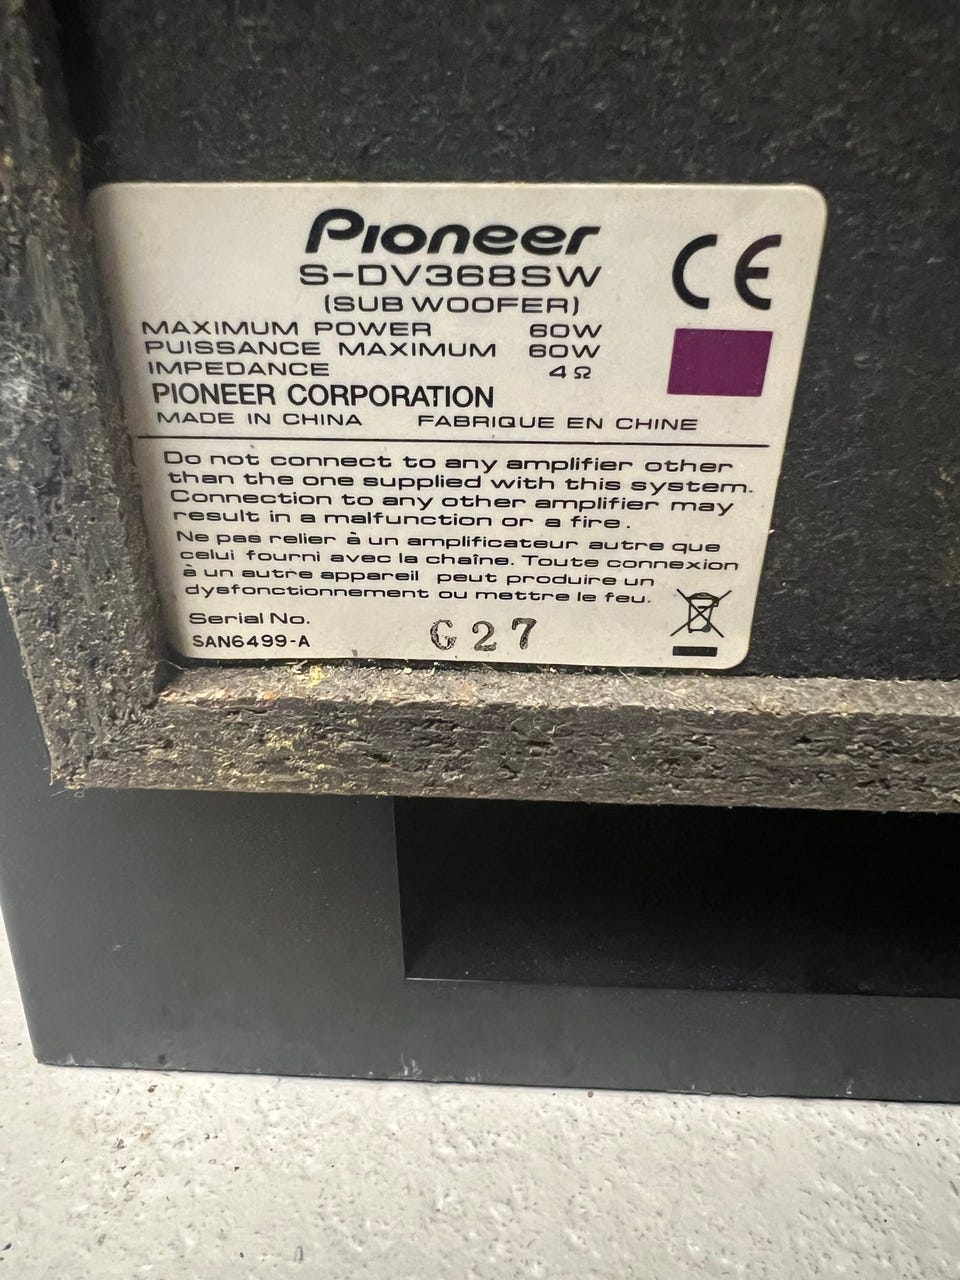 Pioneer
S-DV368SW
(SUB WOOFER)
CE
MAXIMUM POWER 60W
PUISSANCE MAXIMUM 60W
IMPEDANCE 4Ω
PIONEER CORPORATION
MADE IN CHINA FABRIQUE EN CHINE
Do not connect to any amplifier other
than the one supplied with this system.
Connection to any other amplifier may
result in a malfunction or a fire.
Ne pas relier à un amplificateur autre que
celui fourni avec la chaîne. Toute connexion
à un autre appareil peut produire un
dysfonctionnement ou mettre le feu.
Serial No.
SAN6499-A
G27